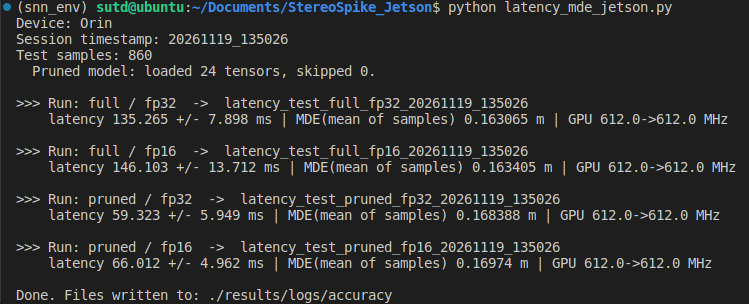 (snn_env) sutd@ubuntu:~/Documents/StereoSpike_Jetson$ python latency_mde_jetson.py
Device: Orin
Session timestamp: 20261119_135026
Test samples: 860
  Pruned model: loaded 24 tensors, skipped 0.

>>> Run: full / fp32  ->  latency_test_full_fp32_20261119_135026
    latency 135.265 +/- 7.898 ms | MDE(mean of samples) 0.163065 m | GPU 612.0->612.0 MHz

>>> Run: full / fp16  ->  latency_test_full_fp16_20261119_135026
    latency 146.103 +/- 13.712 ms | MDE(mean of samples) 0.163405 m | GPU 612.0->612.0 MHz

>>> Run: pruned / fp32  ->  latency_test_pruned_fp32_20261119_135026
    latency 59.323 +/- 5.949 ms | MDE(mean of samples) 0.168388 m | GPU 612.0->612.0 MHz

>>> Run: pruned / fp16  ->  latency_test_pruned_fp16_20261119_135026
    latency 66.012 +/- 4.962 ms | MDE(mean of samples) 0.16974 m | GPU 612.0->612.0 MHz

Done. Files written to: ./results/logs/accuracy